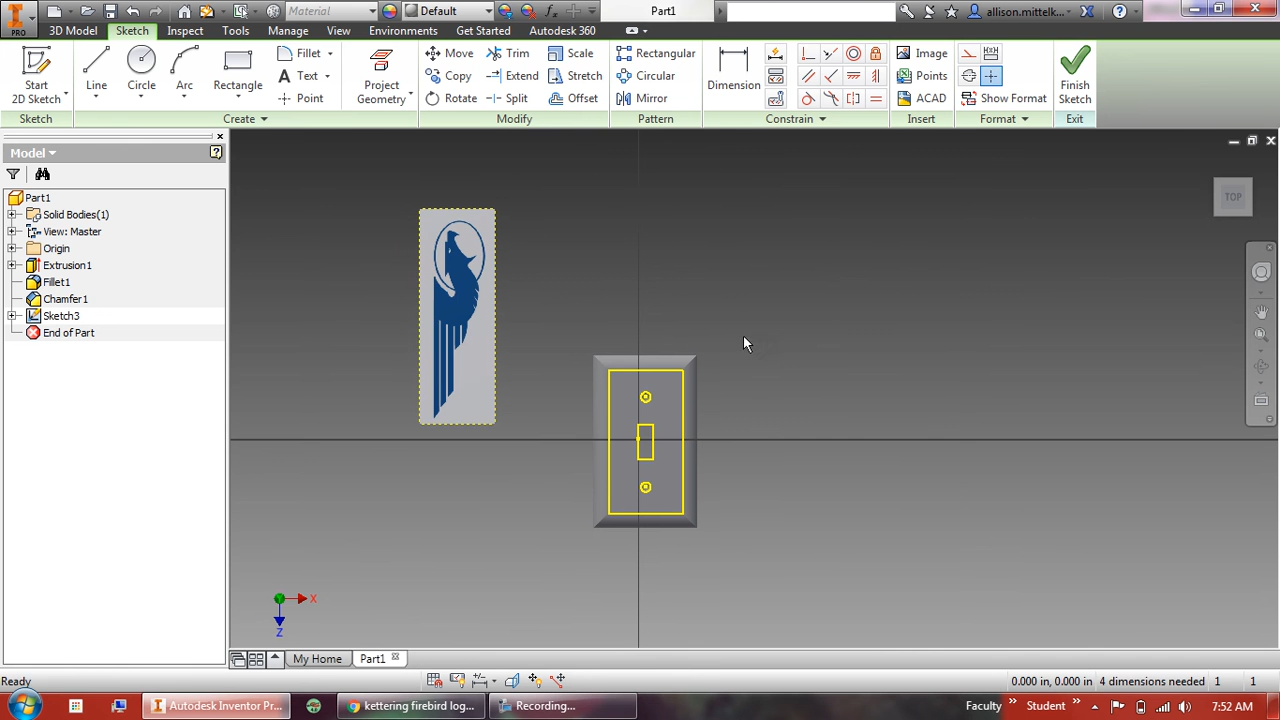 Material
Default
Part1
allison.mittelk...
PRO
3D Model
Sketch
Inspect
Tools
Manage
View
Environments
Get Started
Autodesk 360
Start
2D Sketch
Line
Circle
Arc
Rectangle
Fillet
Text
Point
Project
Geometry
Move
Copy
Rotate
Trim
Extend
Split
Scale
Stretch
Offset
Rectangular
Circular
Mirror
Dimension
Image
Points
ACAD
Show Format
Finish
Sketch
Sketch
Create
Modify
Pattern
Constrain
Insert
Format
Exit
Model
Part1
Solid Bodies(1)
View: Master
Origin
Extrusion1
Fillet1
Chamfer1
Sketch3
End of Part
TOP
X
Z
My Home
Part1
Ready
0.000 in, 0.000 in
4 dimensions needed
1
1
Autodesk Inventor Pr...
kettering firebird log...
Recording...
Faculty
Student
7:52 AM